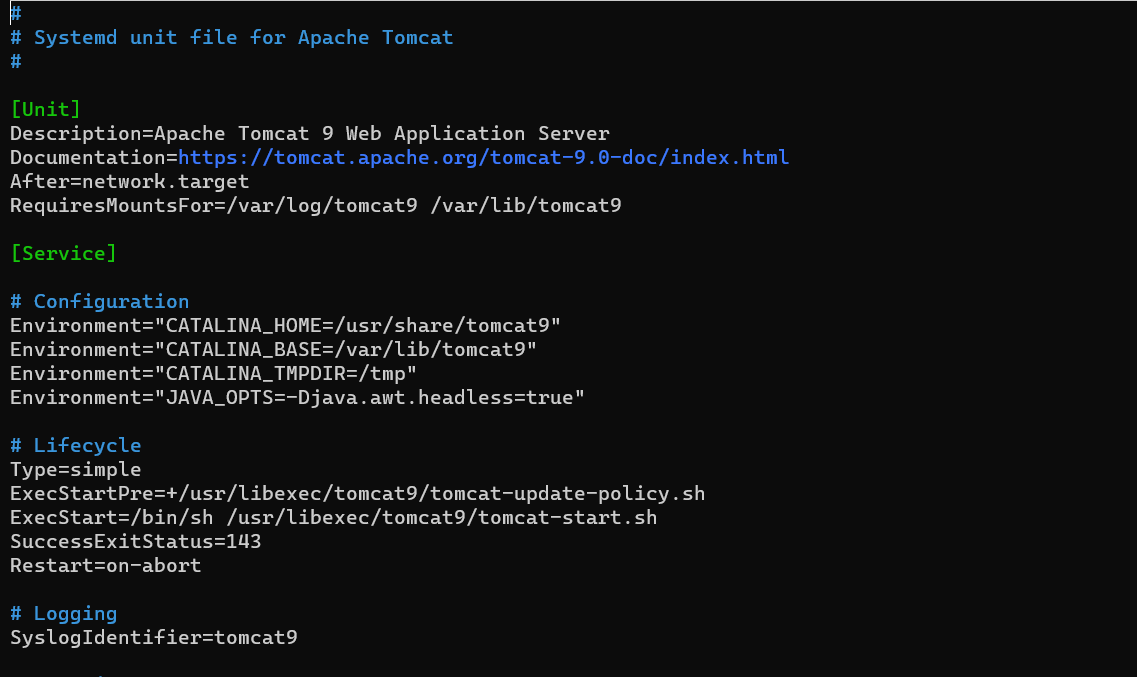 #
# Systemd unit file for Apache Tomcat
#
[Unit]
Description=Apache Tomcat 9 Web Application Server
Documentation=https://tomcat.apache.org/tomcat-9.0-doc/index.html
After=network.target
RequiresMountsFor=/var/log/tomcat9 /var/lib/tomcat9
[Service]
# Configuration
Environment="CATALINA_HOME=/usr/share/tomcat9"
Environment="CATALINA_BASE=/var/lib/tomcat9"
Environment="CATALINA_TMPDIR=/tmp"
Environment="JAVA_OPTS=-Djava.awt.headless=true"
# Lifecycle
Type=simple
ExecStartPre=+/usr/libexec/tomcat9/tomcat-update-policy.sh
ExecStart=/bin/sh /usr/libexec/tomcat9/tomcat-start.sh
SuccessExitStatus=143
Restart=on-abort
# Logging
SyslogIdentifier=tomcat9